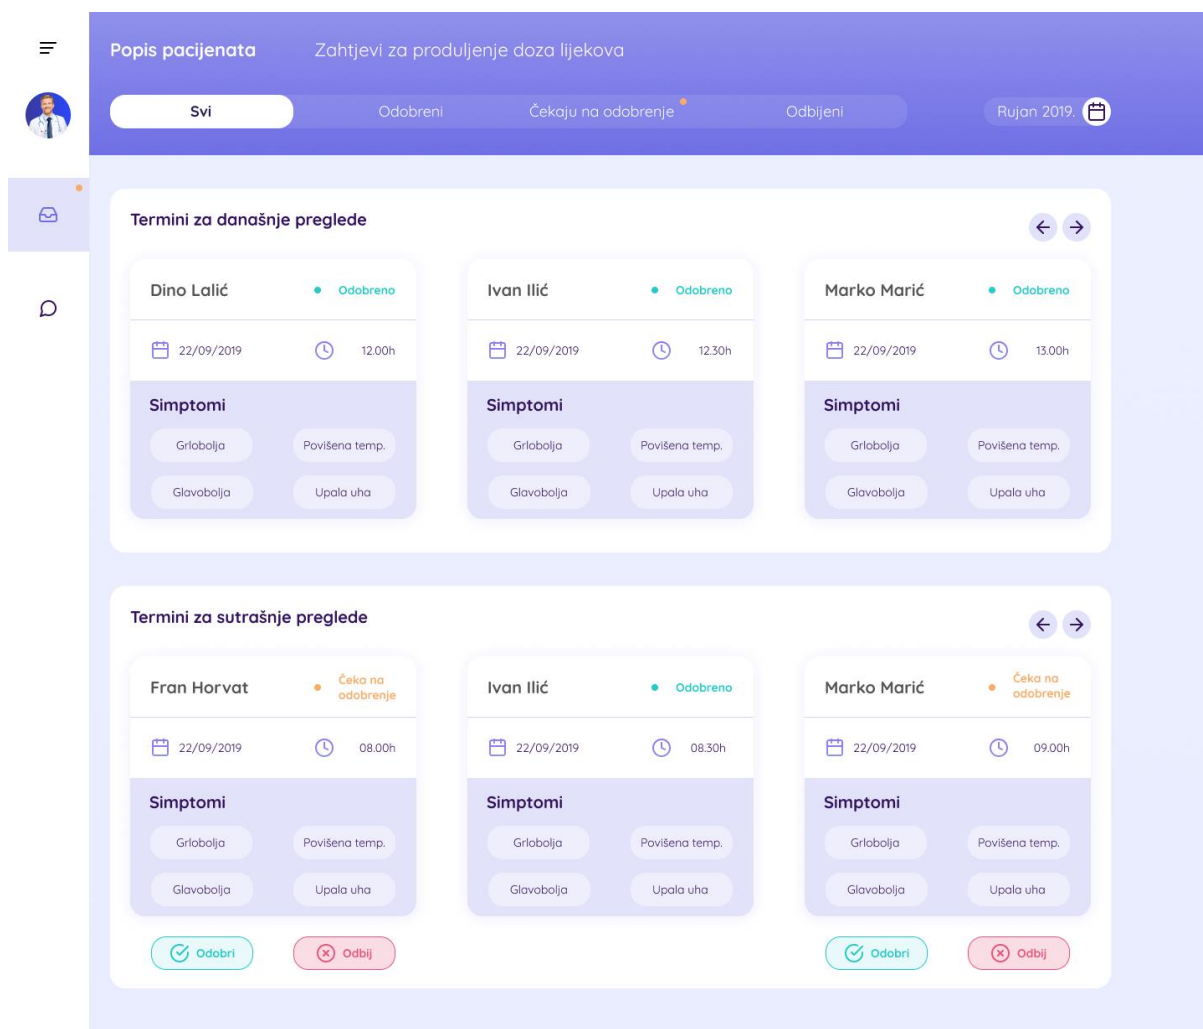 Popis pacijenata Zahtjevi za produljenje doza lijekova
Svi Odobreni Čekaju na odobrenje Odbijeni Rujan 2019.
Termini za današnje preglede
Dino Lalić Odobreno
22/09/2019 12.00h
Simptomi
Grlobolja Povišena temp.
Glavobolja Upala uha
Ivan Ilić Odobreno
22/09/2019 12.30h
Simptomi
Grlobolja Povišena temp.
Glavobolja Upala uha
Marko Marić Odobreno
22/09/2019 13.00h
Simptomi
Grlobolja Povišena temp.
Glavobolja Upala uha
Termini za sutrašnje preglede
Fran Horvat Čeka na
odobrenje
22/09/2019 08.00h
Simptomi
Grlobolja Povišena temp.
Glavobolja Upala uha
Odobri Odbij
Ivan Ilić Odobreno
22/09/2019 08.30h
Simptomi
Grlobolja Povišena temp.
Glavobolja Upala uha
Marko Marić Čeka na
odobrenje
22/09/2019 09.00h
Simptomi
Grlobolja Povišena temp.
Glavobolja Upala uha
Odobri Odbij